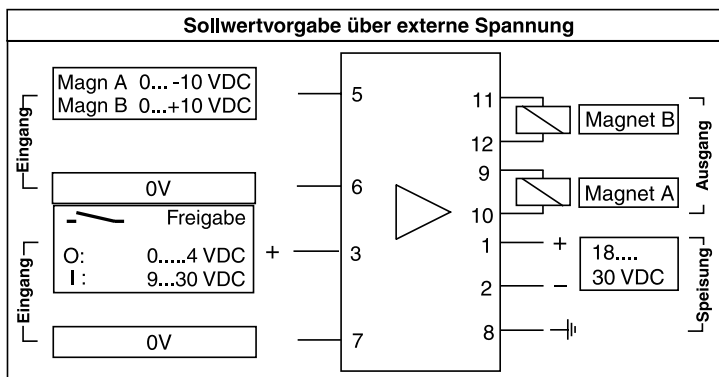 Sollwertvorgabe über externe Spannung
Eingang
Magn A 0... -10 VDC
Magn B 0...+10 VDC
5
0V
6
Eingang
Freigabe
O: 0.....4 VDC
I : 9...30 VDC
+ 3
0V
7
11
12
Magnet B
9
10
Magnet A
Ausgang
1 +
2 −
18....
30 VDC
8
Speisung